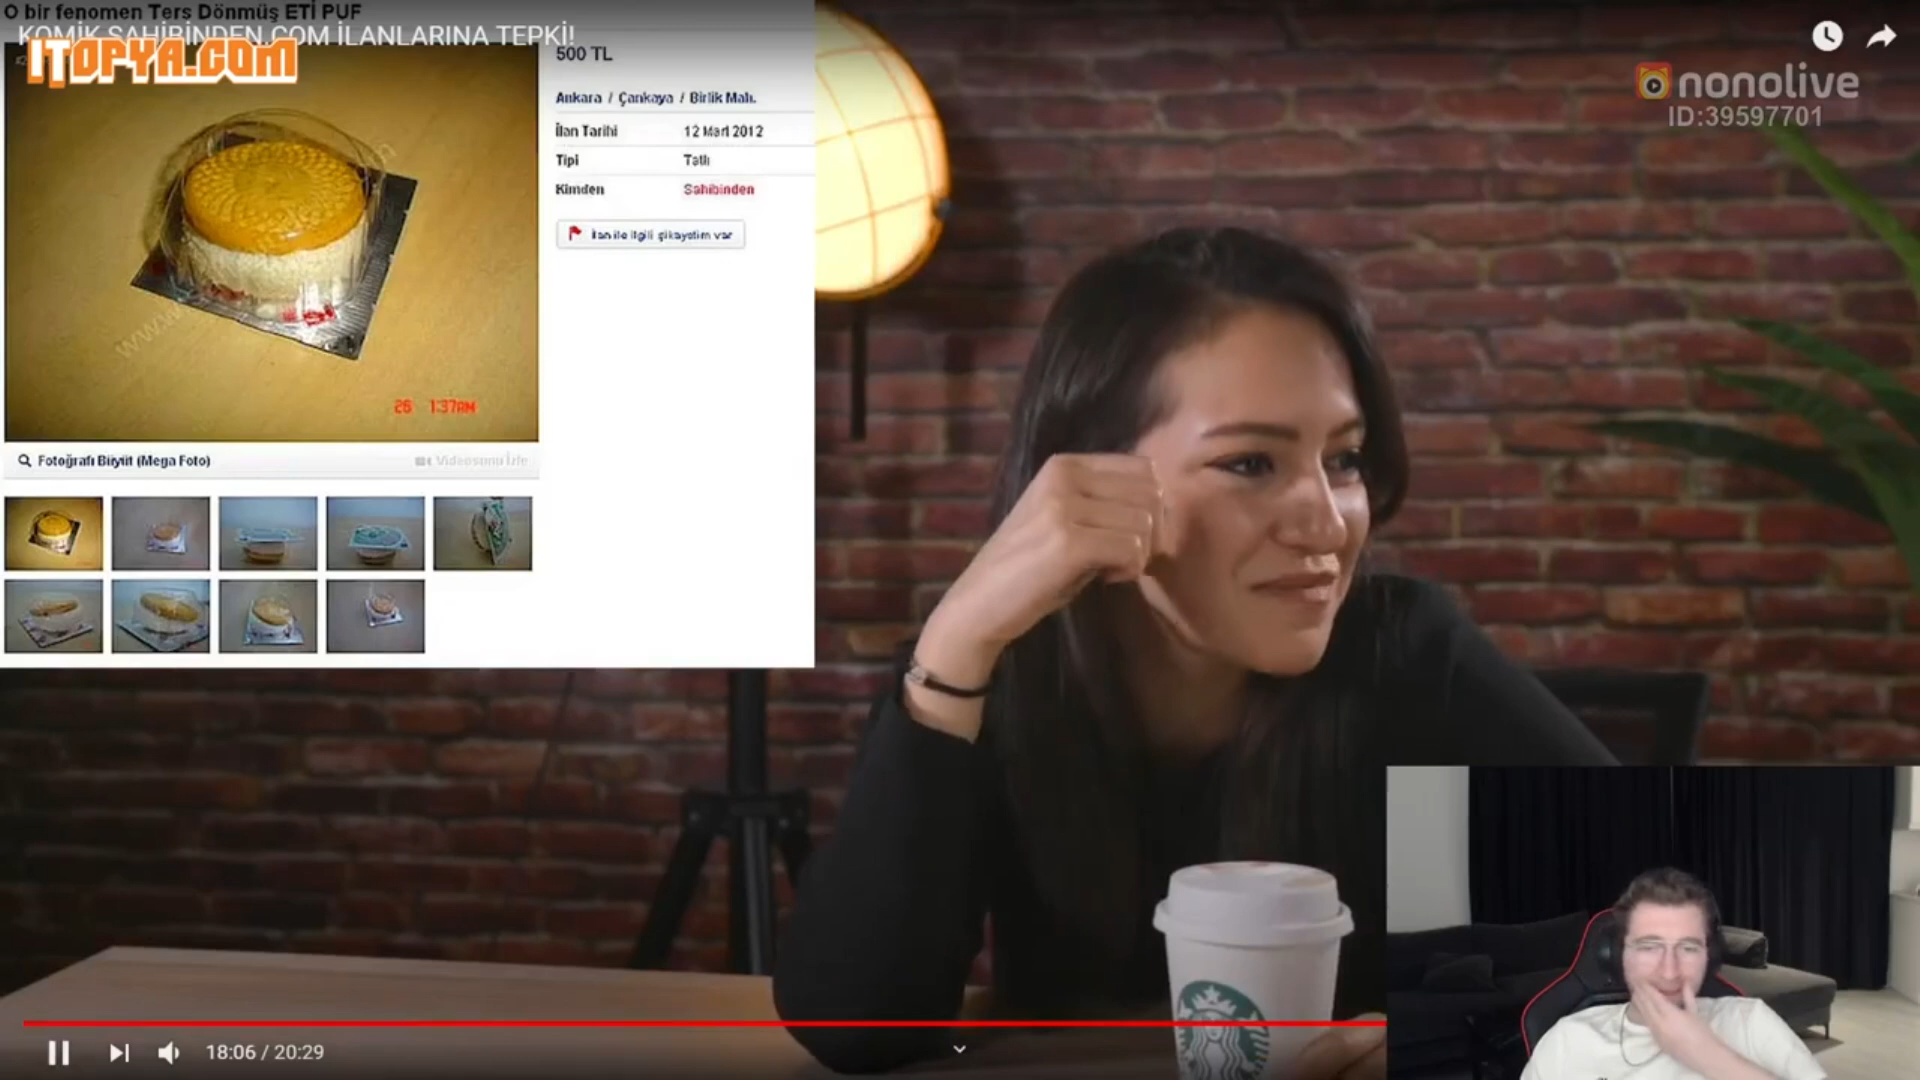 O bir fenomen Ters Dönmüş ETİ PUF
KOMİK SAHİBİNDEN.COM İLANLARINA TEPKİ!
ITOPYA.COM
500 TL
Ankara / Çankaya / Birlik Mah.
İlan Tarihi 12 Mart 2012
Tipi Tatlı
Kimden Sahibinden
İlan ile ilgili şikayetim var
26 1:37AM
Fotoğrafı Büyüt (Mega Foto)
Videosunu İzle
nonolive
ID:39597701
18:06 / 20:29